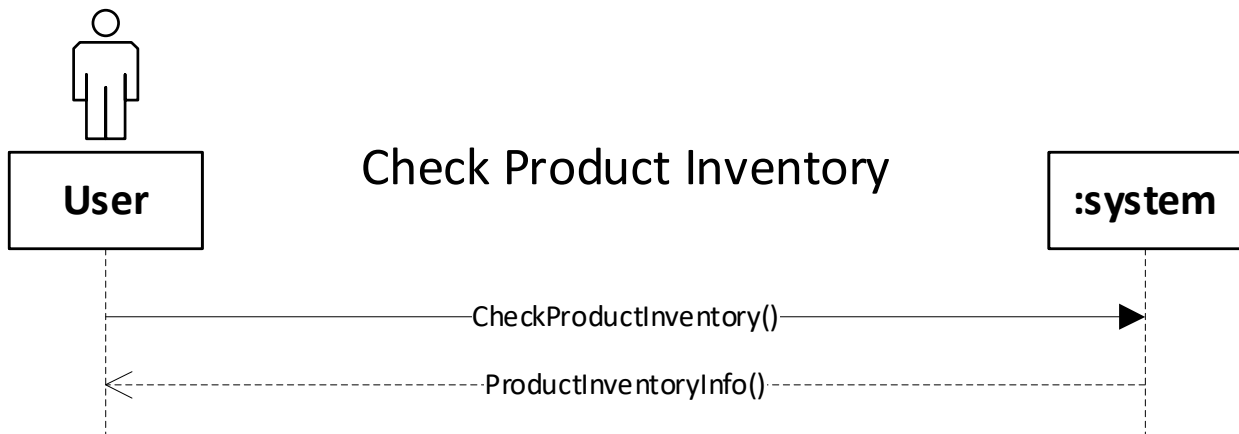 Check Product Inventory
User
:system
CheckProductInventory()
ProductInventoryInfo()